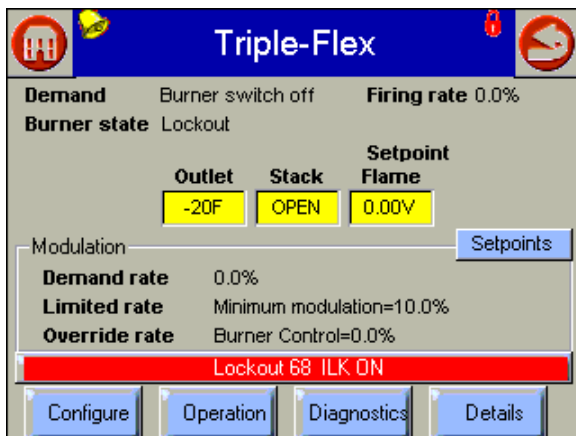 Triple-Flex
Demand Burner switch off Firing rate 0.0%
Burner state Lockout
Setpoint
Outlet Stack Flame
-20F OPEN 0.00V
Modulation Setpoints
Demand rate 0.0%
Limited rate Minimum modulation=10.0%
Override rate Burner Control=0.0%
Lockout 68 ILK ON
Configure Operation Diagnostics Details